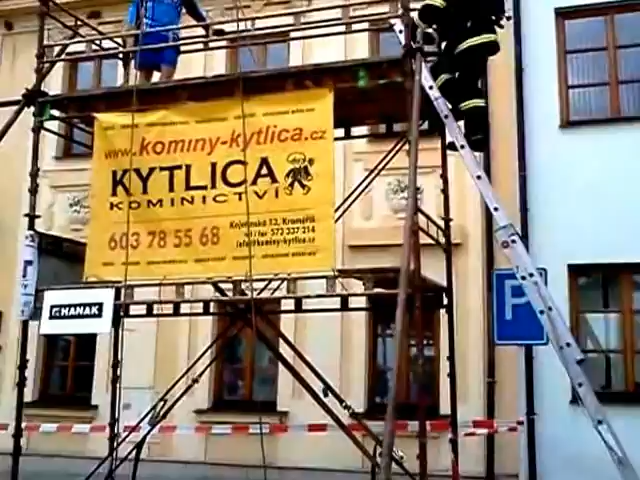 www.kominy-kytlica.cz
KYTLICA
KOMINICTVÍ
603 78 55 68
Kojetínská 13, Kroměříž
tel./fax 573 337 214
info@kominy-kytlica.cz
HANAK
P